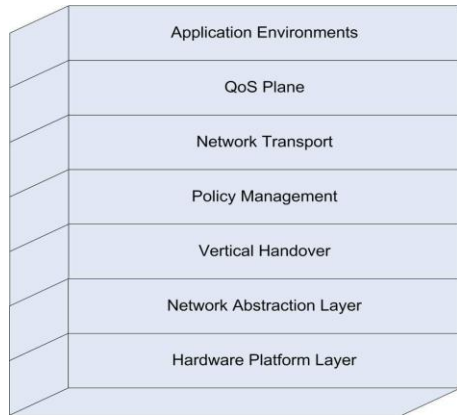 Application Environments
QoS Plane
Network Transport
Policy Management
Vertical Handover
Network Abstraction Layer
Hardware Platform Layer